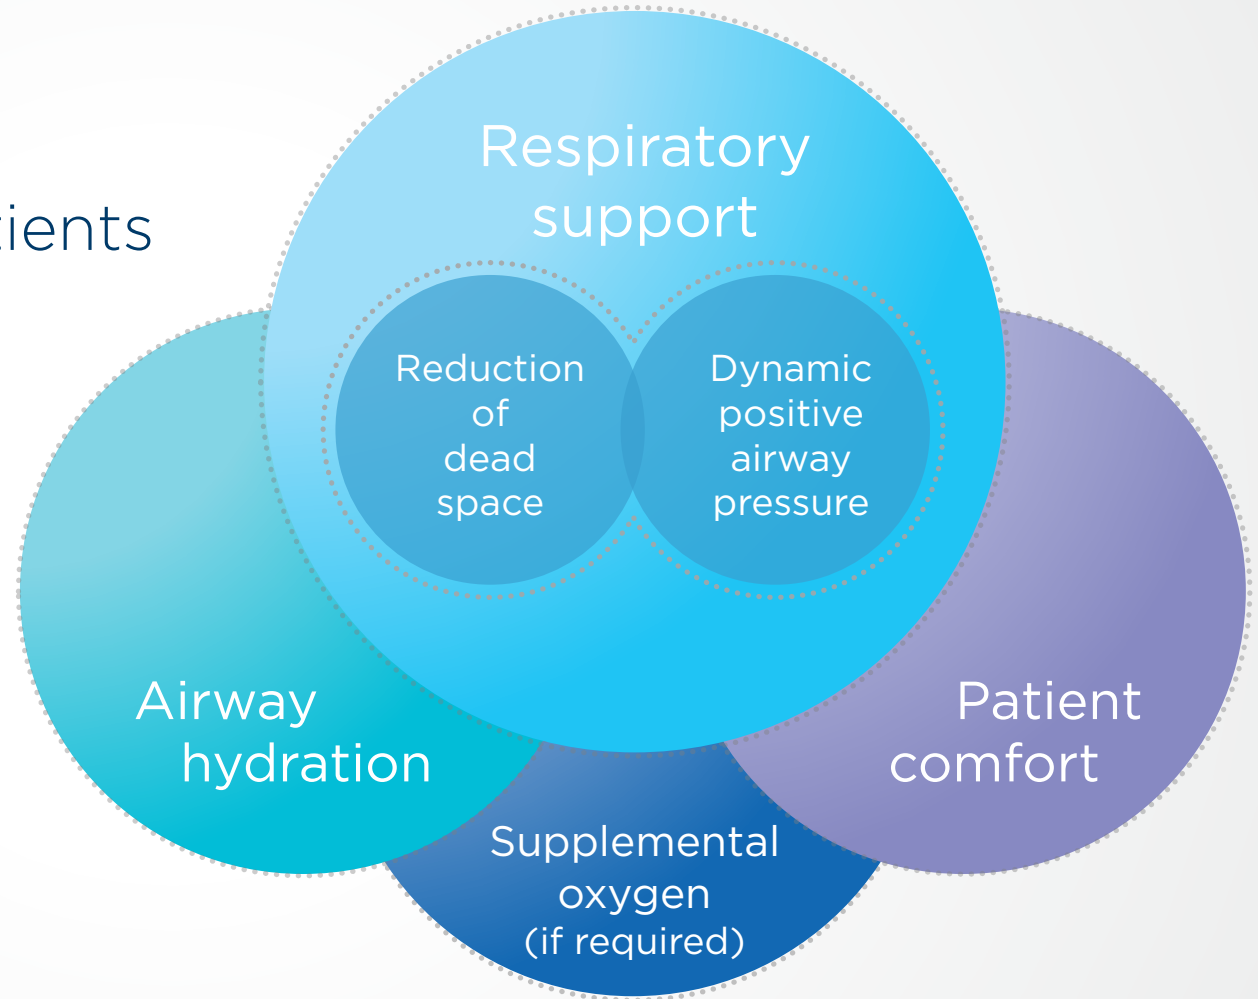 Respiratory
support
Reduction
of
dead
space
Dynamic
positive
airway
pressure
Airway
hydration
Patient
comfort
Supplemental
oxygen
(if required)